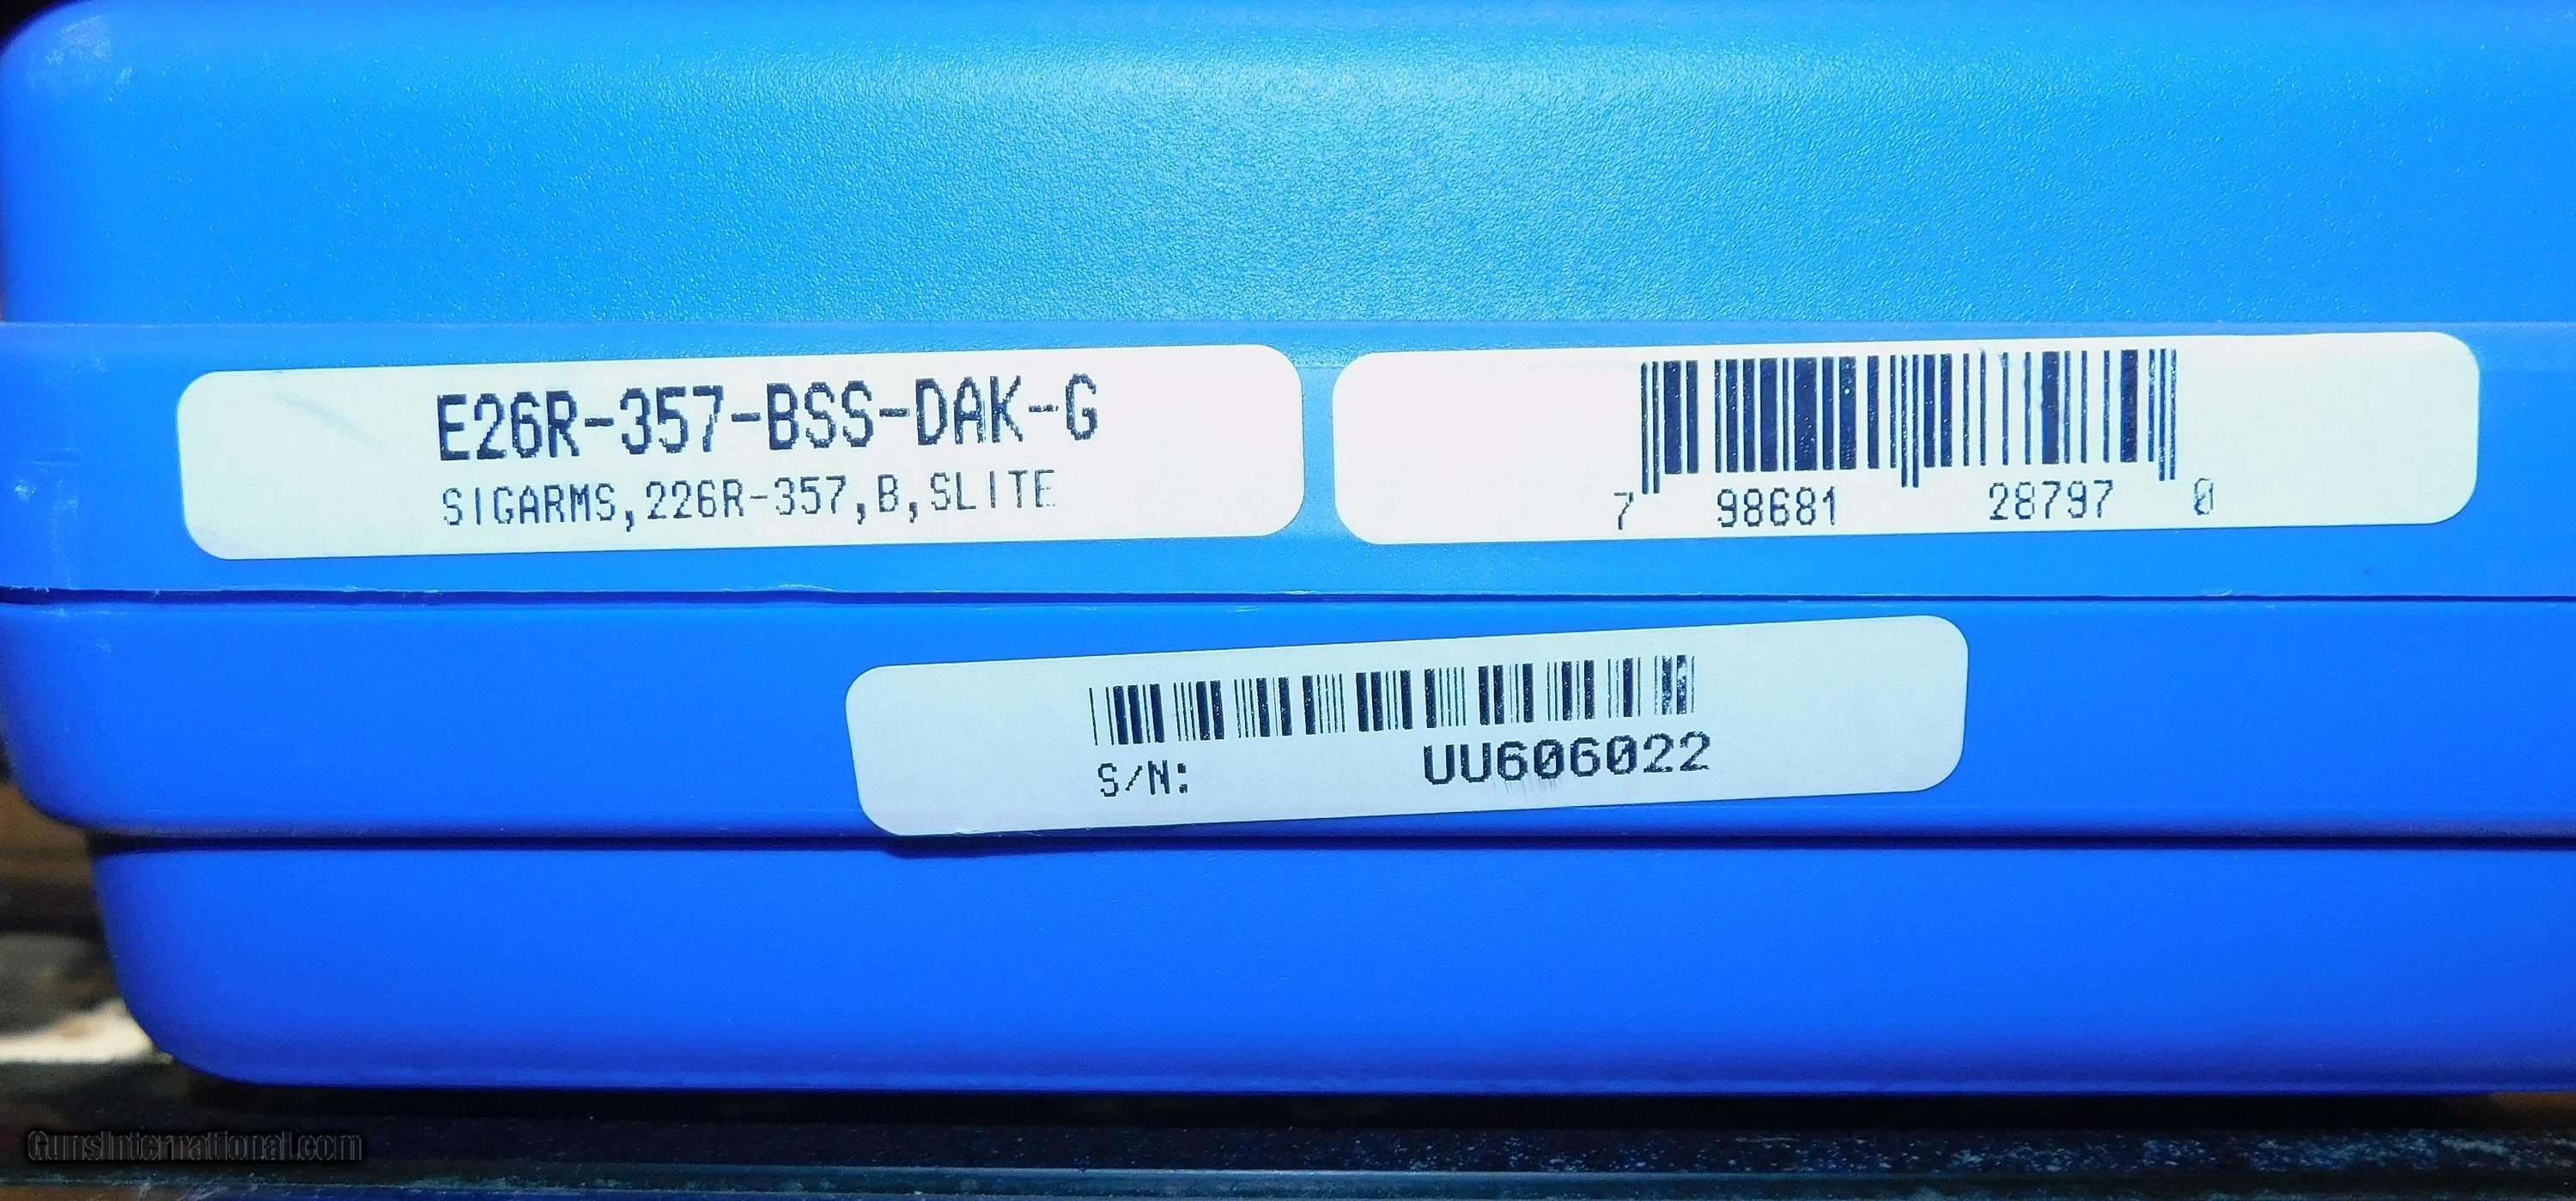 E26R-357-BSS-DAK-G
SIGARMS,226R-357,B,SLITE
7 98681 28797 0
S/N: UU606022
GunsInternational.com